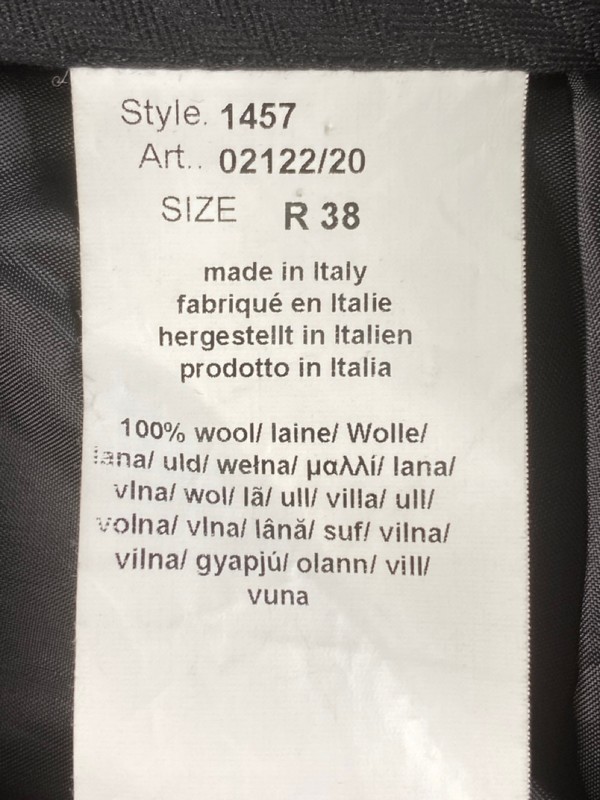 Style. 1457
Art.. 02122/20
SIZE R 38
made in Italy
fabriqué en Italie
hergestellt in Italien
prodotto in Italia
100% wool/ laine/ Wolle/
lana/ uld/ wełna/ μαλλί/ lana/
vlna/ wol/ lã/ ull/ villa/ ull/
volna/ vlna/ lână/ suf/ vilna/
vilna/ gyapjú/ olann/ vill/
vuna